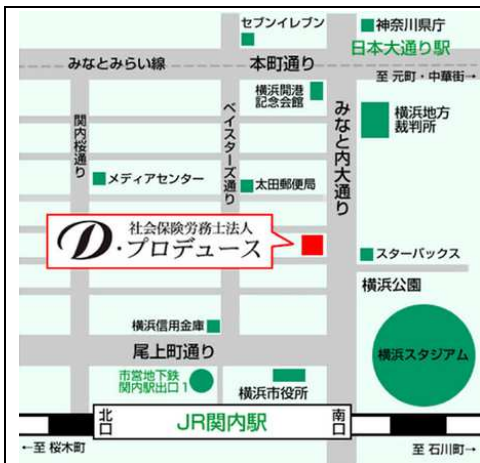 セブンイレブン
神奈川県庁
日本大通り駅
みなとみらい線
本町通り
至 元町・中華街→
横浜開港
記念会館
横浜地方
裁判所
関内桜通り
ベイスターズ通り
みなと内大通り
メディアセンター
太田郵便局
社会保険労務士法人
D・プロデュース
スターバックス
横浜公園
横浜信用金庫
尾上町通り
横浜スタジアム
市営地下鉄
関内駅出口1
横浜市役所
北口
JR関内駅
南口
←至 桜木町
至 石川町→